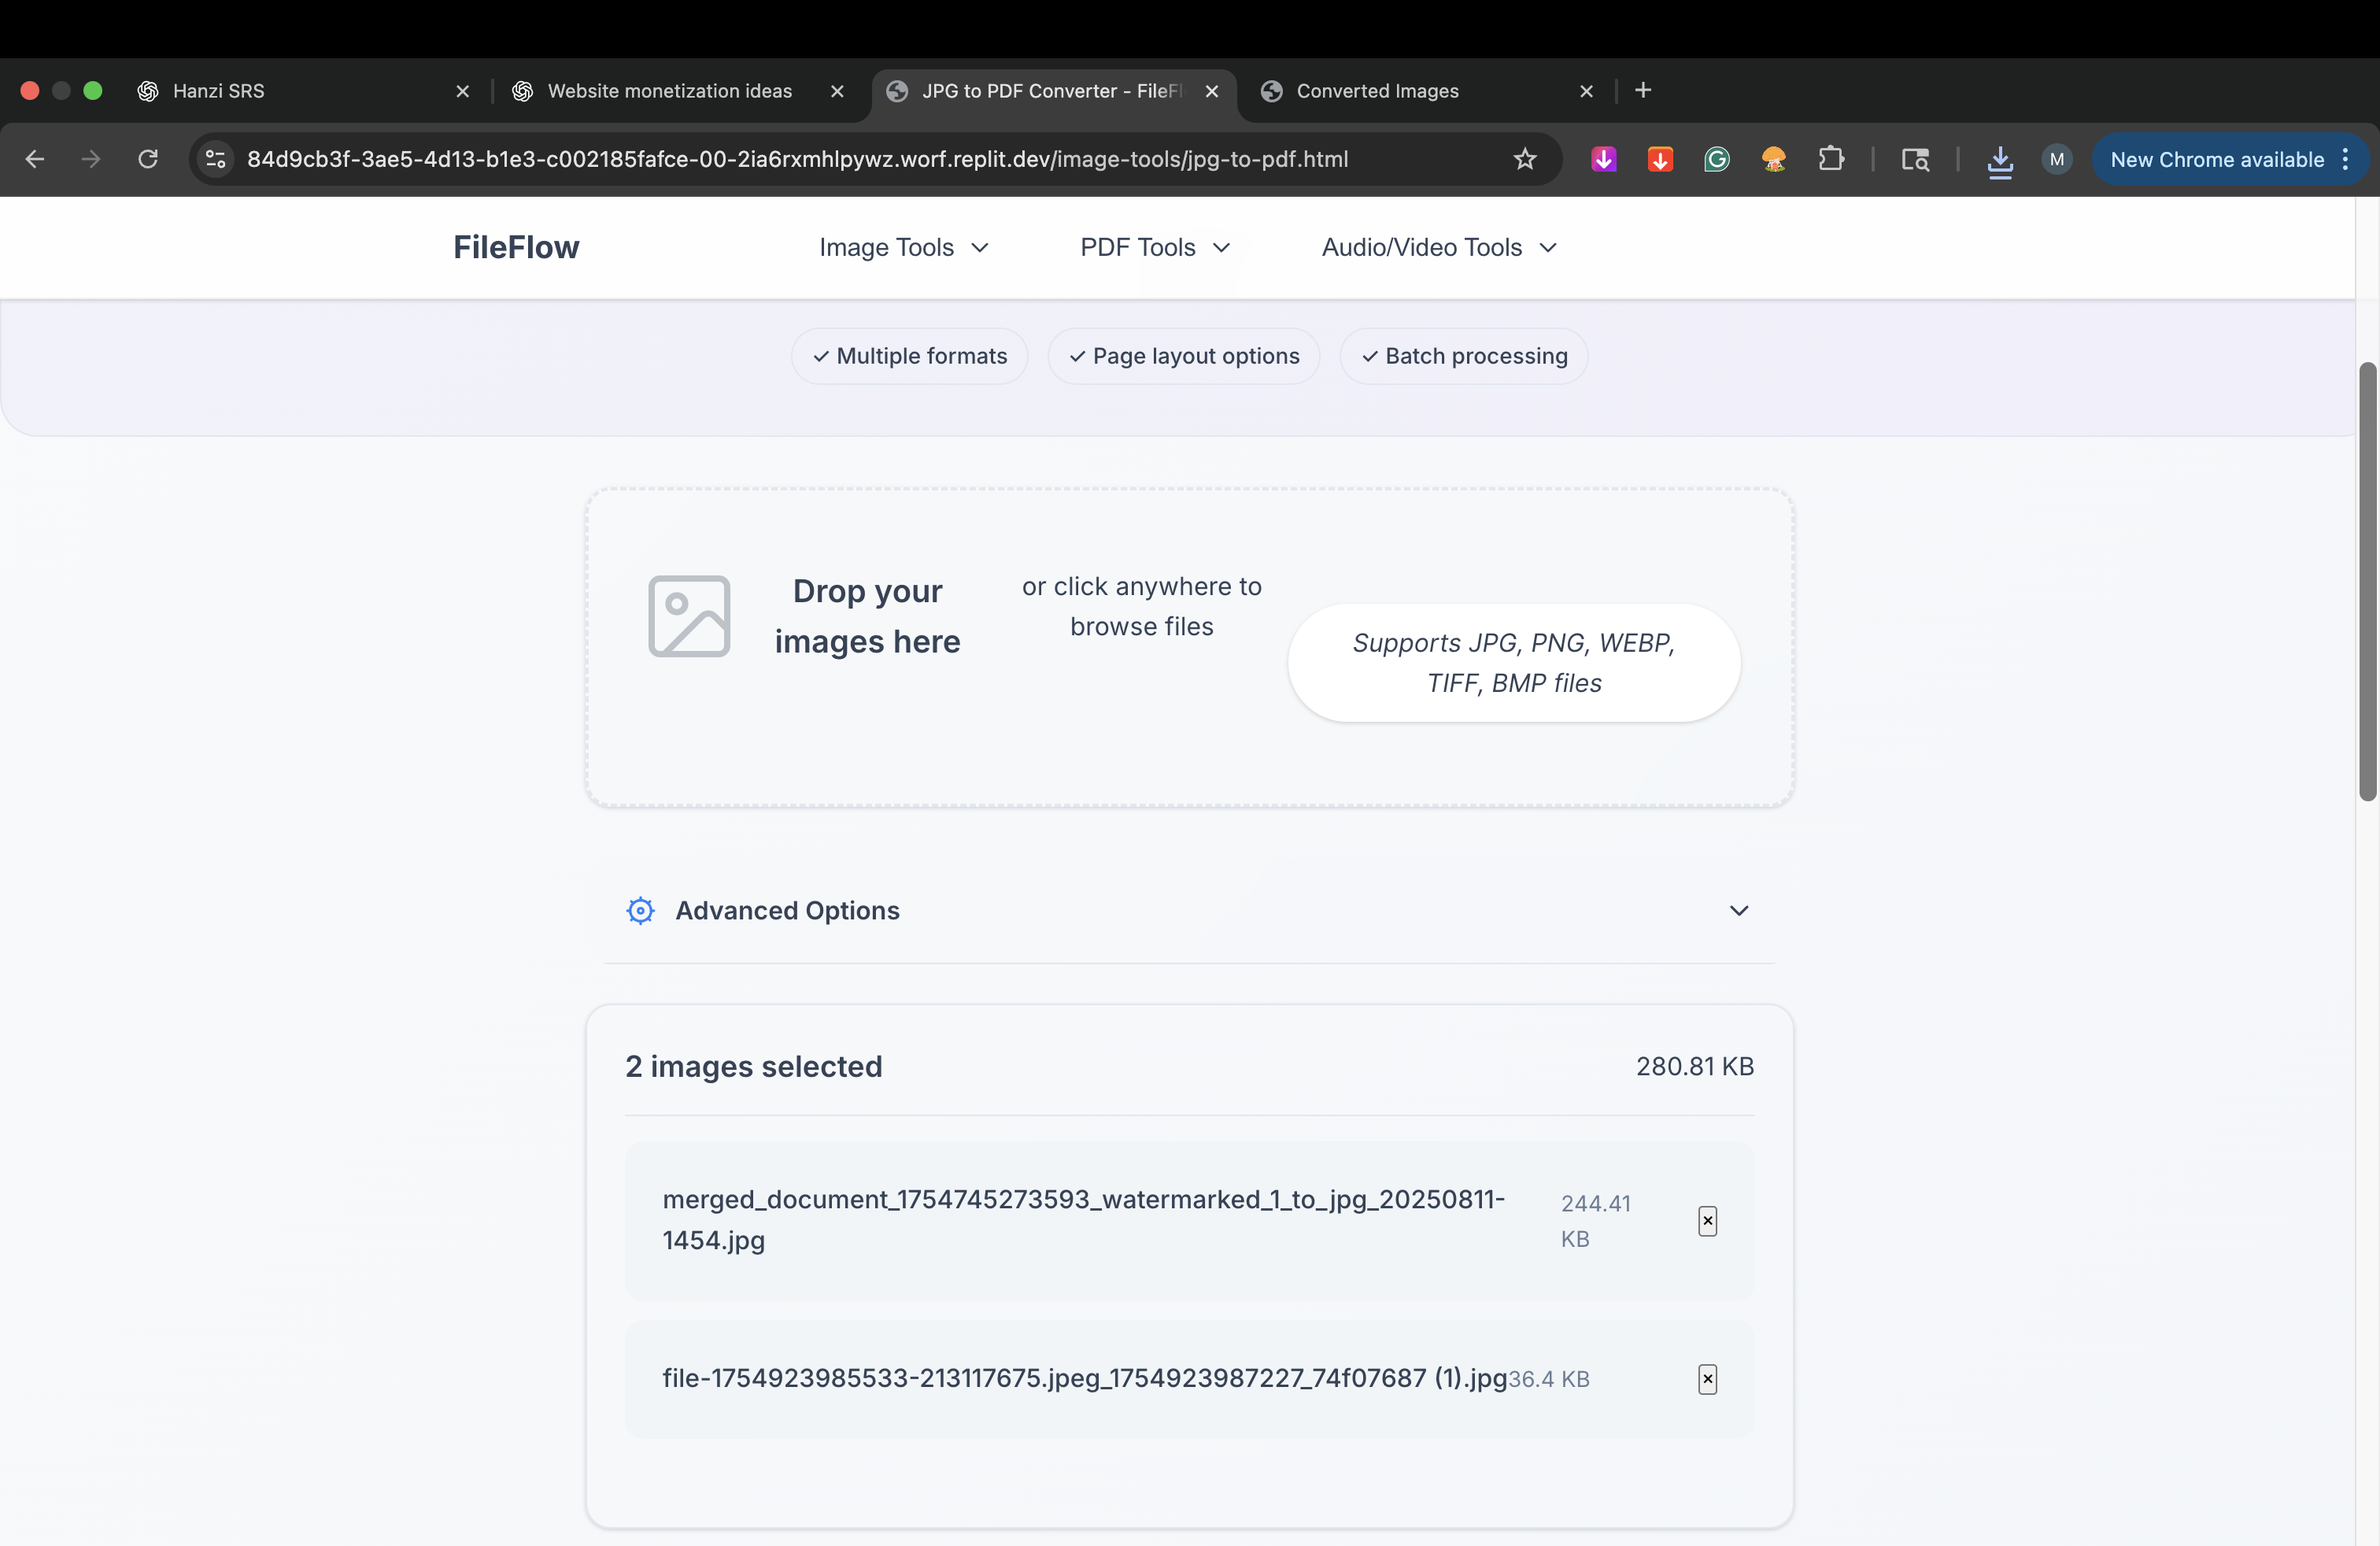 Hanzi SRS
Website monetization ideas
JPG to PDF Converter - FileFl
Converted Images
84d9cb3f-3ae5-4d13-b1e3-c002185fafce-00-2ia6rxmhlpywz.worf.replit.dev/image-tools/jpg-to-pdf.html
M
New Chrome available
FileFlow
Image Tools
PDF Tools
Audio/Video Tools
✓ Multiple formats
✓ Page layout options
✓ Batch processing
Drop your
images here
or click anywhere to
browse files
Supports JPG, PNG, WEBP,
TIFF, BMP files
Advanced Options
2 images selected
280.81 KB
merged_document_1754745273593_watermarked_1_to_jpg_20250811-
1454.jpg
244.41
KB
×
file-1754923985533-213117675.jpeg_1754923987227_74f07687 (1).jpg
36.4 KB
×